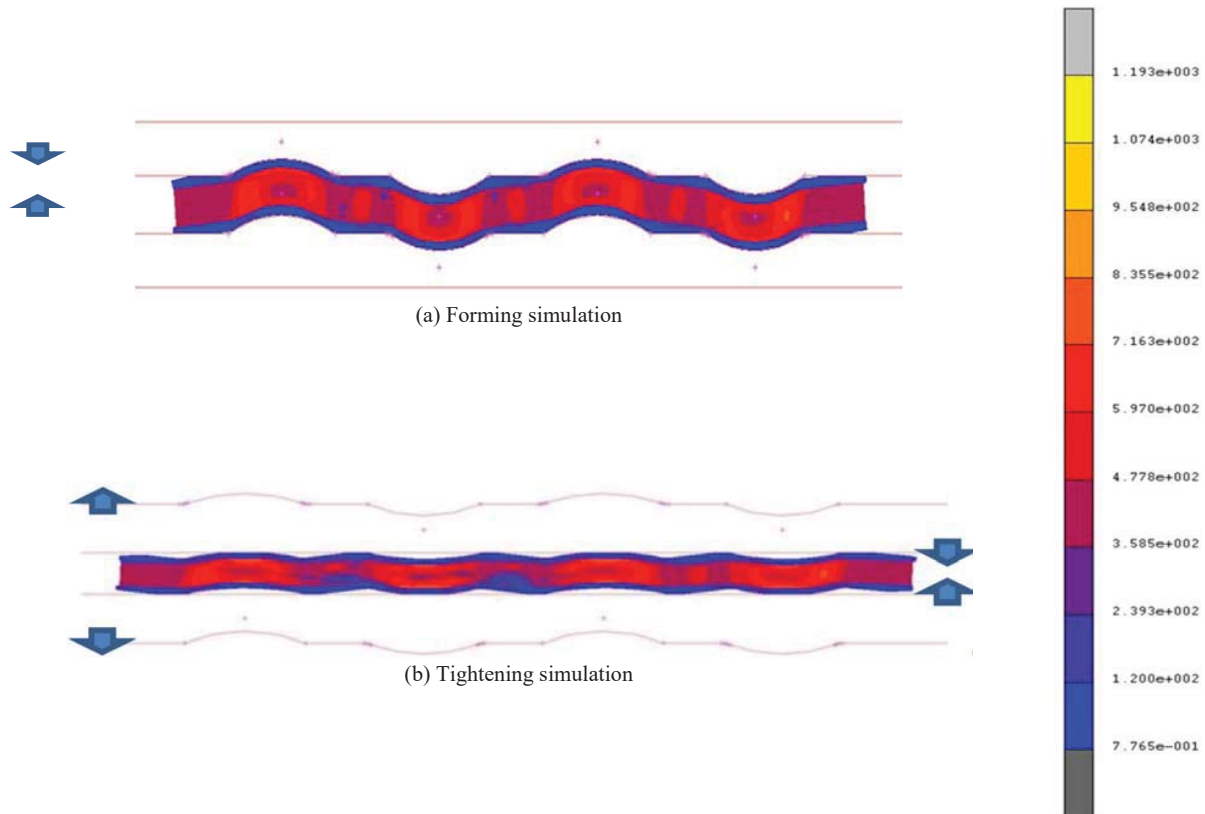 1.193e+003
1.074e+003
9.548e+002
8.355e+002
7.163e+002
5.970e+002
4.778e+002
3.585e+002
2.393e+002
1.200e+002
7.765e-001
(a) Forming simulation
(b) Tightening simulation